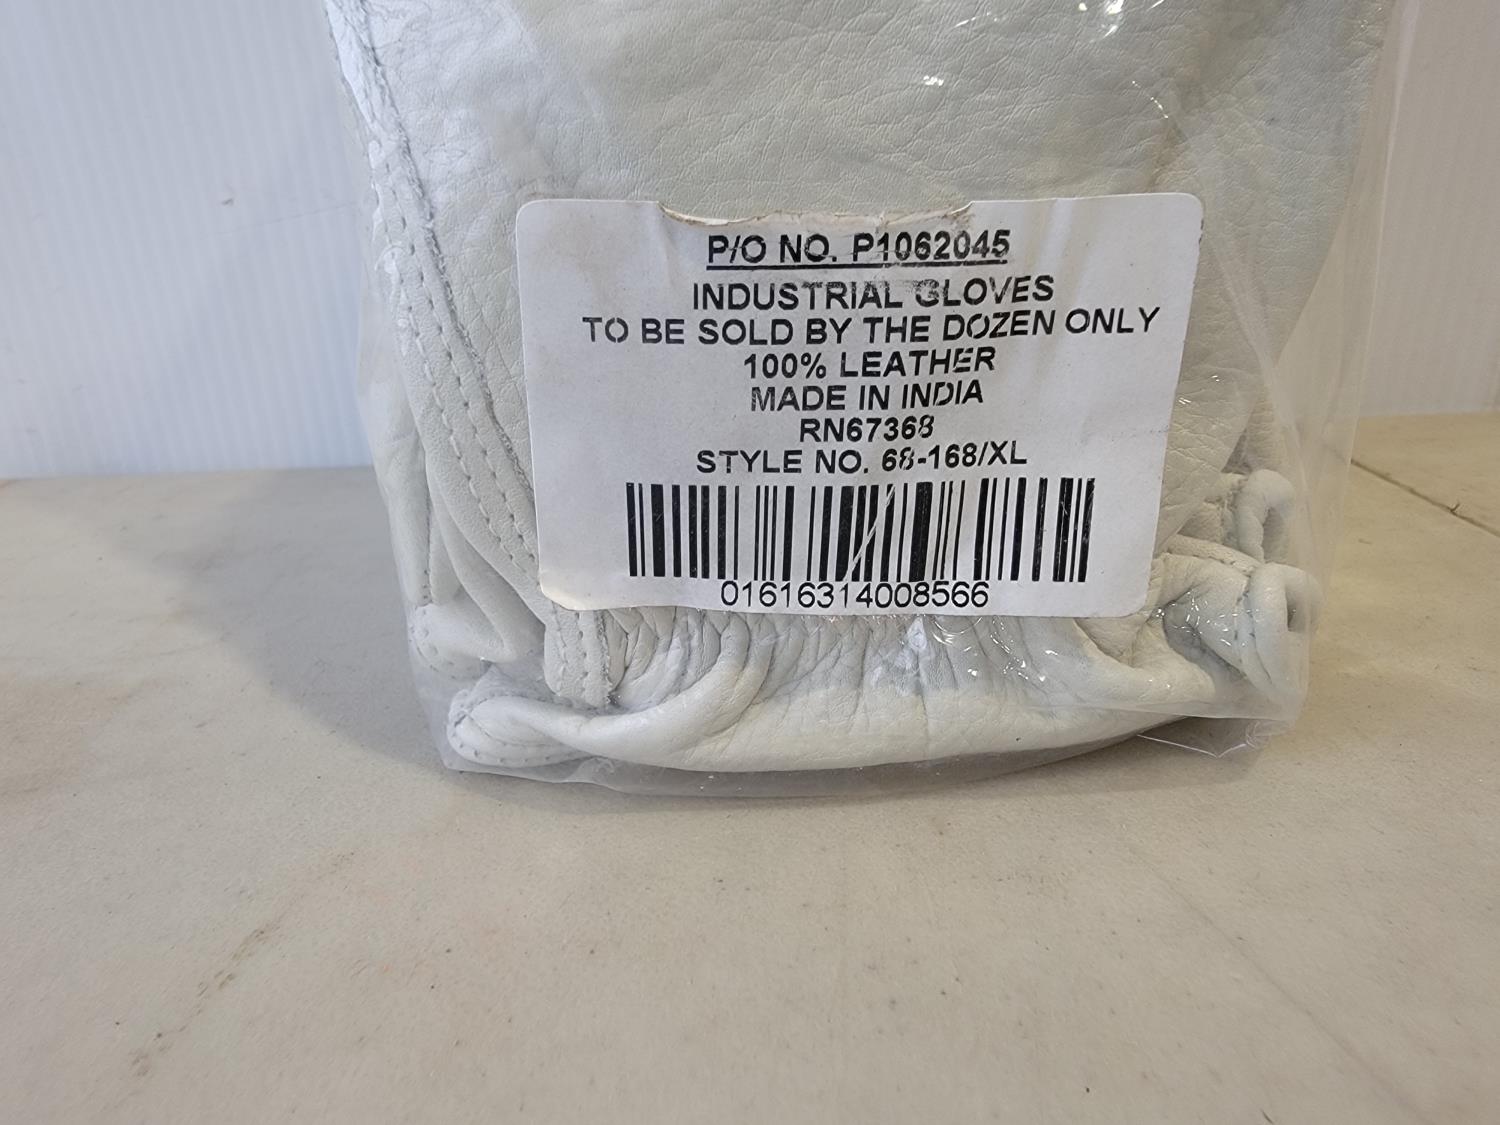 P/O NO. P1062045
INDUSTRIAL GLOVES
TO BE SOLD BY THE DOZEN ONLY
100% LEATHER
MADE IN INDIA
RN67368
STYLE NO. 68-168/XL
01616314008566